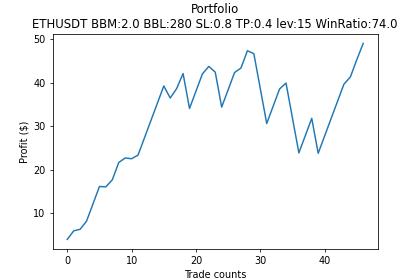 Portfolio
ETHUSDT BBM:2.0 BBL:280 SL:0.8 TP:0.4 lev:15 WinRatio:74.0
50
40
30
20
10
Profit ($)
0
10
20
30
40
Trade counts